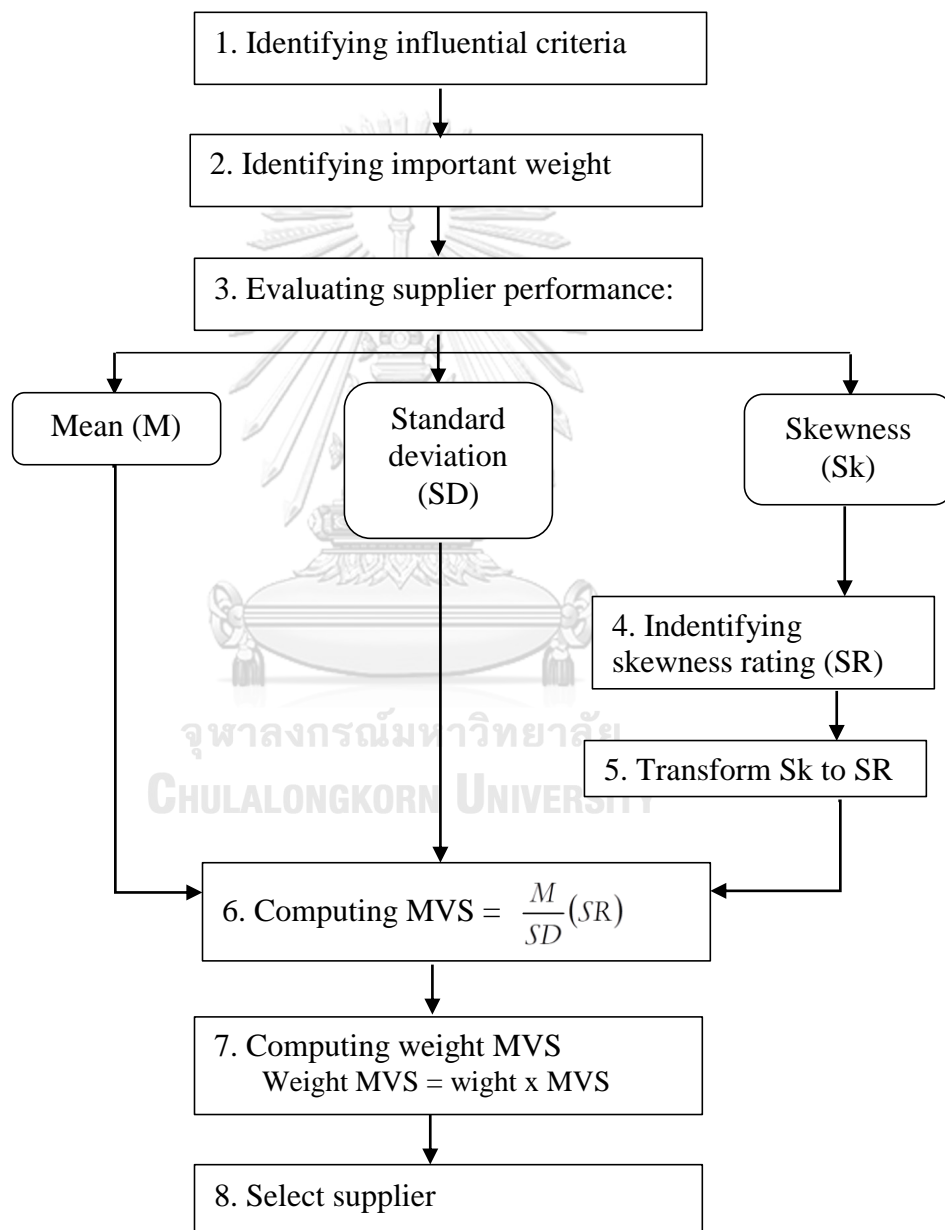 1. Identifying influential criteria
2. Identifying important weight
3. Evaluating supplier performance:
Mean (M)
Standard
deviation
(SD)
Skewness
(Sk)
4. Indentifying
skewness rating (SR)
5. Transform Sk to SR
จุฬาลงกรณ์มหาวิทยาลัย
CHULALONGKORN UNIVERSITY
6. Computing MVS = M/SD (SR)
7. Computing weight MVS
Weight MVS = wight x MVS
8. Select supplier